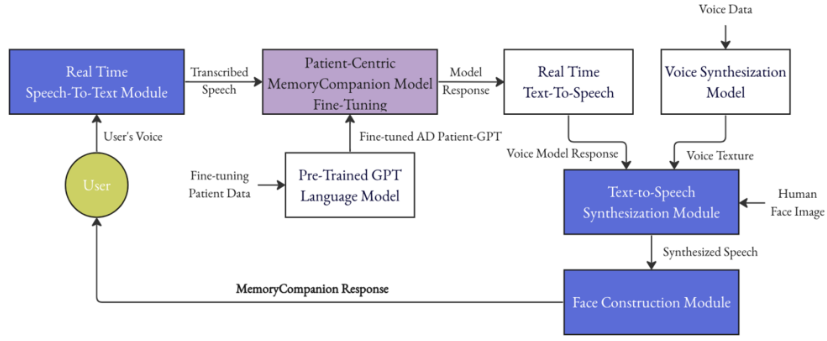 Voice Data
Real Time
Speech-To-Text Module
Transcribed
Speech
Patient-Centric
MemoryCompanion Model
Fine-Tuning
Model
Response
Real Time
Text-To-Speech
Voice Synthesization
Model
User's Voice
Fine-tuned AD Patient-GPT
Voice Model Response
Voice Texture
User
Fine-tuning
Patient Data
Pre-Trained GPT
Language Model
Text-to-Speech
Synthesization Module
Human
Face Image
Synthesized Speech
MemoryCompanion Response
Face Construction Module